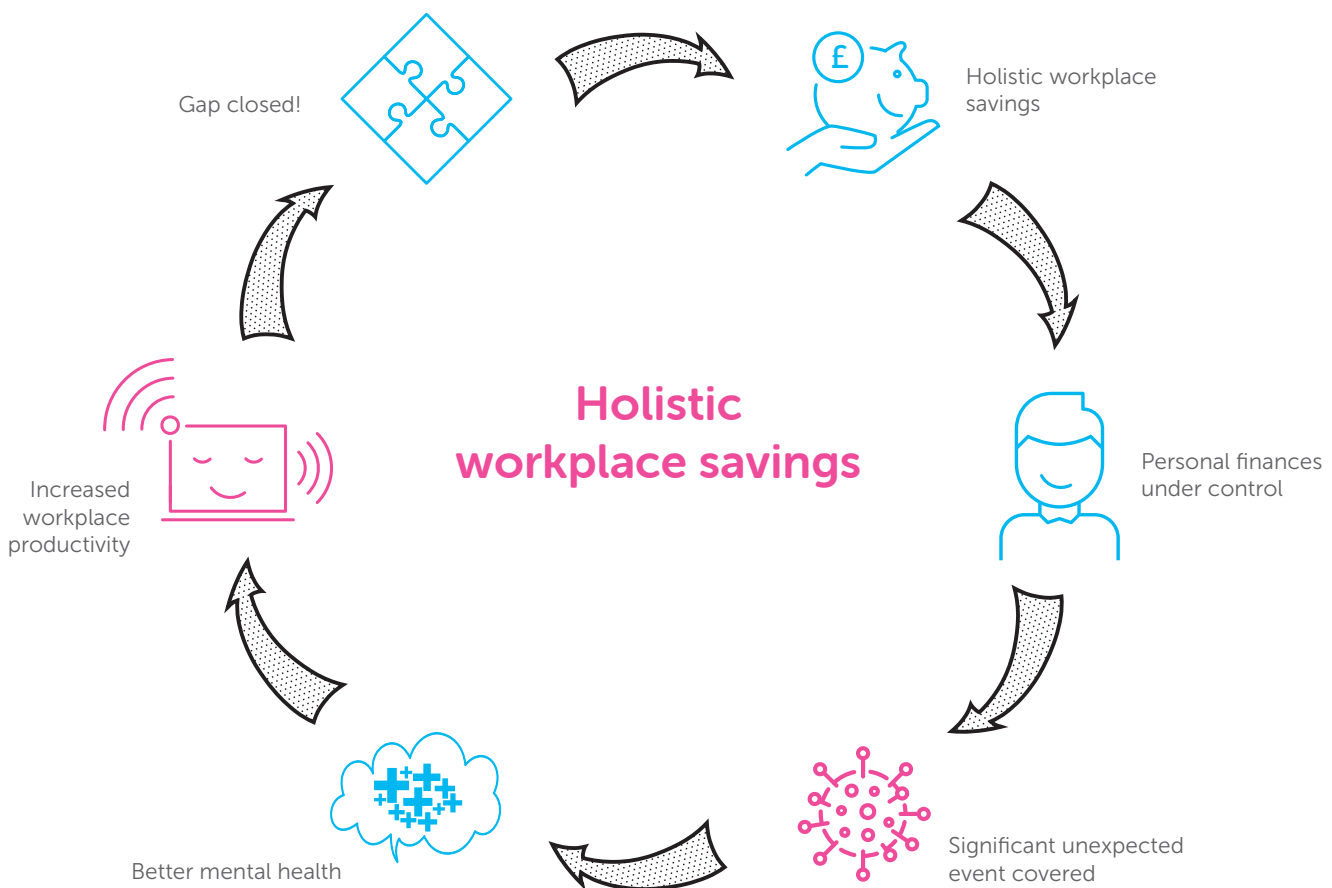 Gap closed!
£
Holistic workplace
savings
Holistic
workplace savings
Personal finances
under control
Increased
workplace
productivity
Significant unexpected
event covered
Better mental health